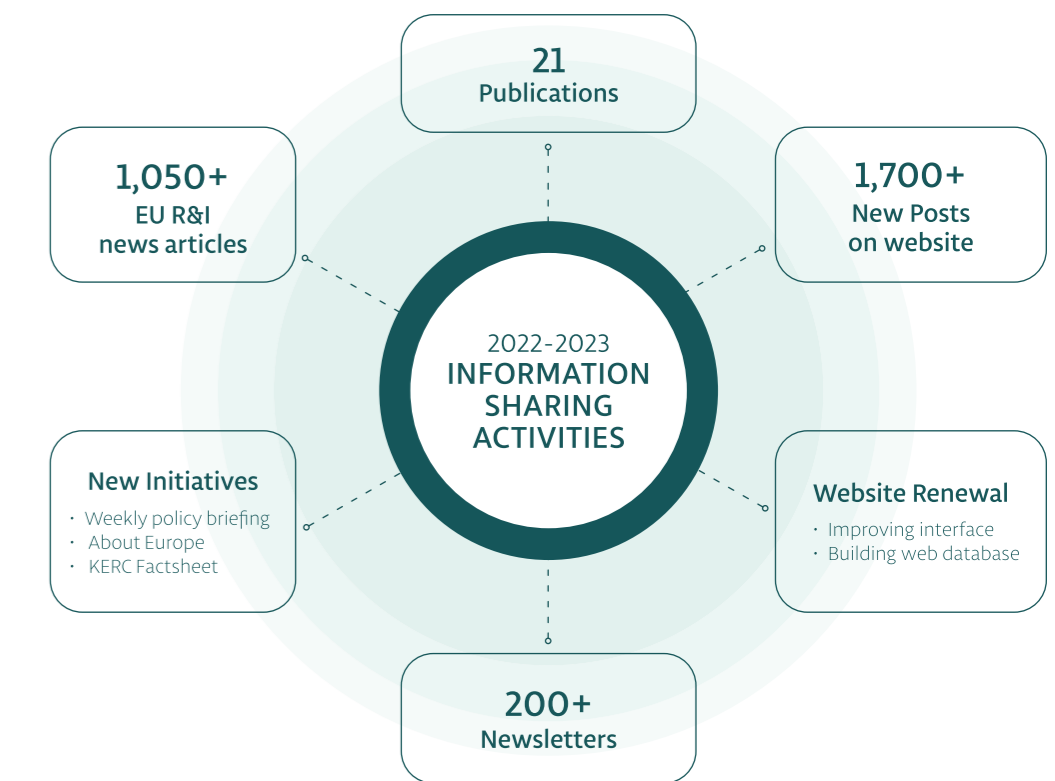 21
Publications
1,050+
EU R&I
news articles
1,700+
New Posts
on website
2022-2023
INFORMATION
SHARING
ACTIVITIES
New Initiatives
· Weekly policy briefing
· About Europe
· KERC Factsheet
Website Renewal
· Improving interface
· Building web database
200+
Newsletters